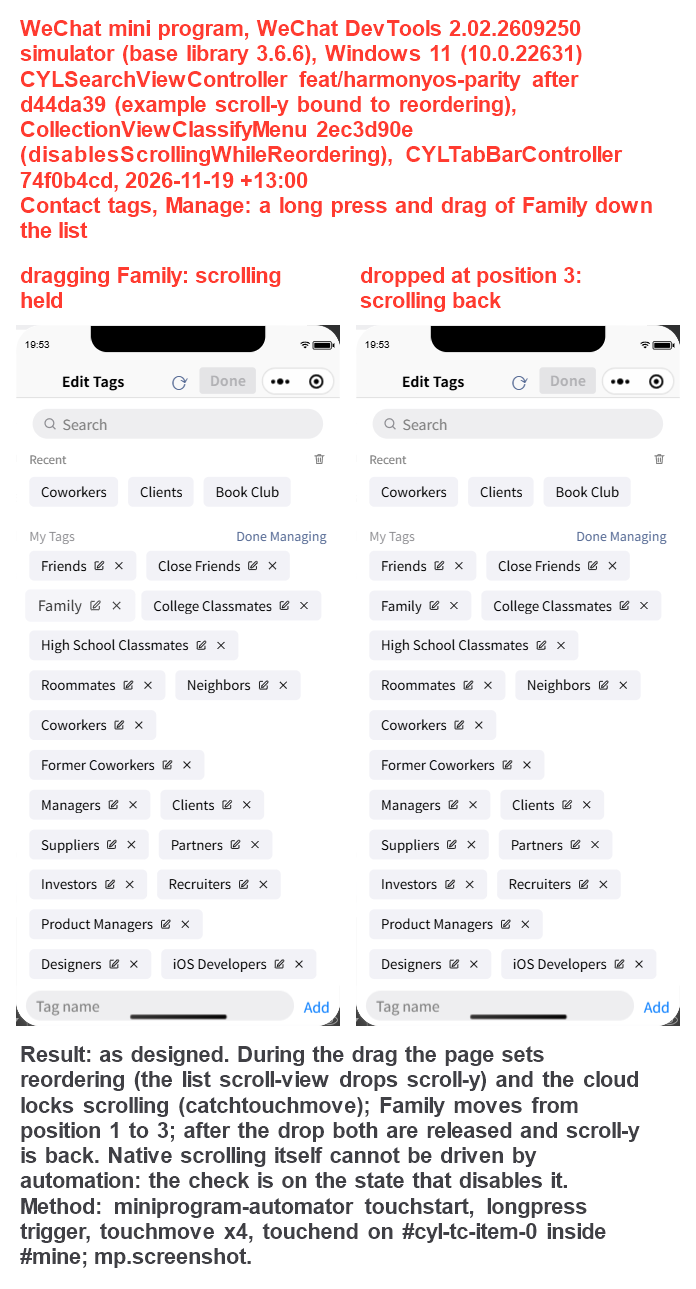 WeChat mini program, WeChat DevTools 2.02.2609250
simulator (base library 3.6.6), Windows 11 (10.0.22631)
CYLSearchViewController feat/harmonyos-parity after
d44da39 (example scroll-y bound to reordering),
CollectionViewClassifyMenu 2ec3d90e
(disablesScrollingWhileReordering), CYLTabBarController
74f0b4cd, 2026-11-19 +13:00
Contact tags, Manage: a long press and drag of Family down
the list
dragging Family: scrolling
held
19:53
Edit Tags
Done
Search
Recent
Coworkers Clients Book Club
My Tags Done Managing
Friends Close Friends
Family College Classmates
High School Classmates
Roommates Neighbors
Coworkers
Former Coworkers
Managers Clients
Suppliers Partners
Investors Recruiters
Product Managers
Designers iOS Developers
Tag name Add
dropped at position 3:
scrolling back
19:53
Edit Tags
Done
Search
Recent
Coworkers Clients Book Club
My Tags Done Managing
Friends Close Friends
Family College Classmates
High School Classmates
Roommates Neighbors
Coworkers
Former Coworkers
Managers Clients
Suppliers Partners
Investors Recruiters
Product Managers
Designers iOS Developers
Tag name Add
Result: as designed. During the drag the page sets
reordering (the list scroll-view drops scroll-y) and the cloud
locks scrolling (catchtouchmove); Family moves from
position 1 to 3; after the drop both are released and scroll-y
is back. Native scrolling itself cannot be driven by
automation: the check is on the state that disables it.
Method: miniprogram-automator touchstart, longpress
trigger, touchmove x4, touchend on #cyl-tc-item-0 inside
#mine; mp.screenshot.